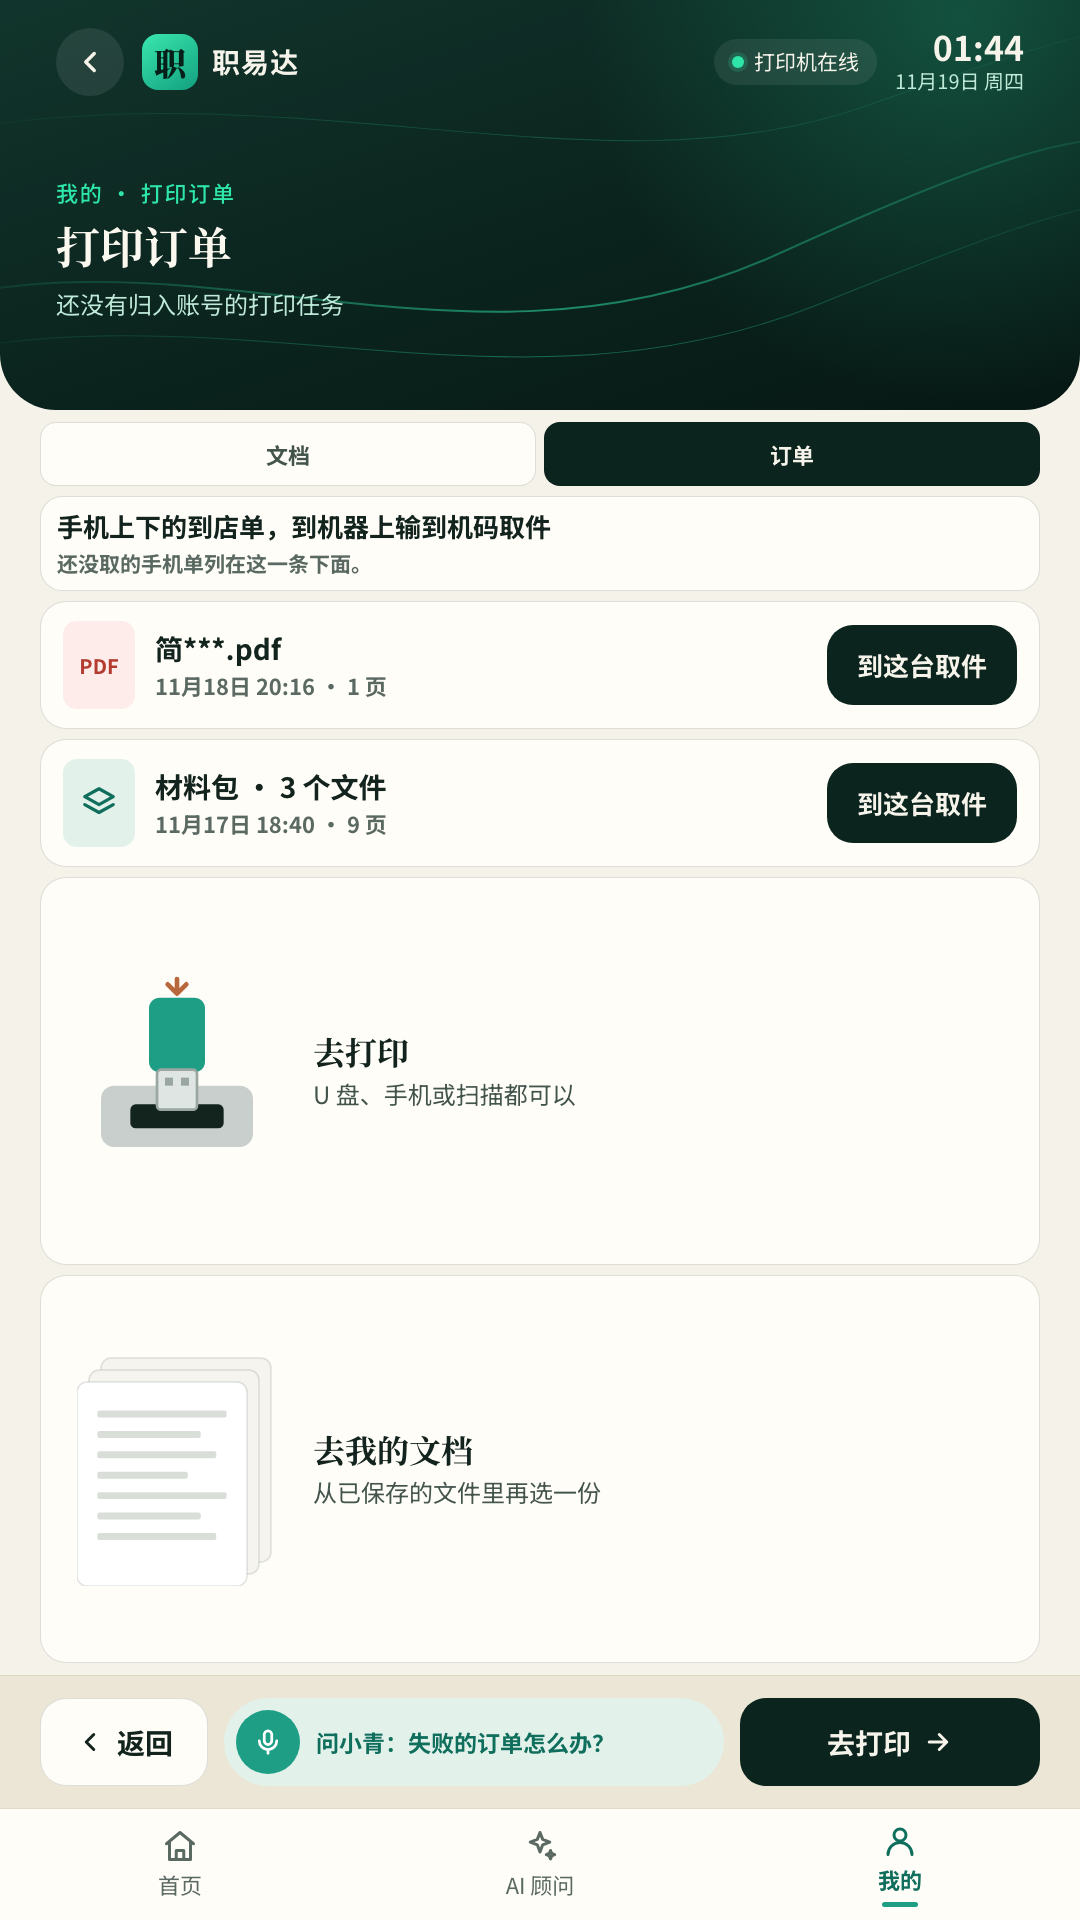 职 职易达
打印机在线
01:44
11月19日 周四
我的 · 打印订单
打印订单
还没有归入账号的打印任务
文档
订单
手机上下的到店单，到机器上输到机码取件
还没取的手机单列在这一条下面。
PDF
简***.pdf
11月18日 20:16 · 1 页
到这台取件
材料包 · 3 个文件
11月17日 18:40 · 9 页
到这台取件
去打印
U 盘、手机或扫描都可以
去我的文档
从已保存的文件里再选一份
返回
问小青：失败的订单怎么办？
去打印
首页
AI 顾问
我的